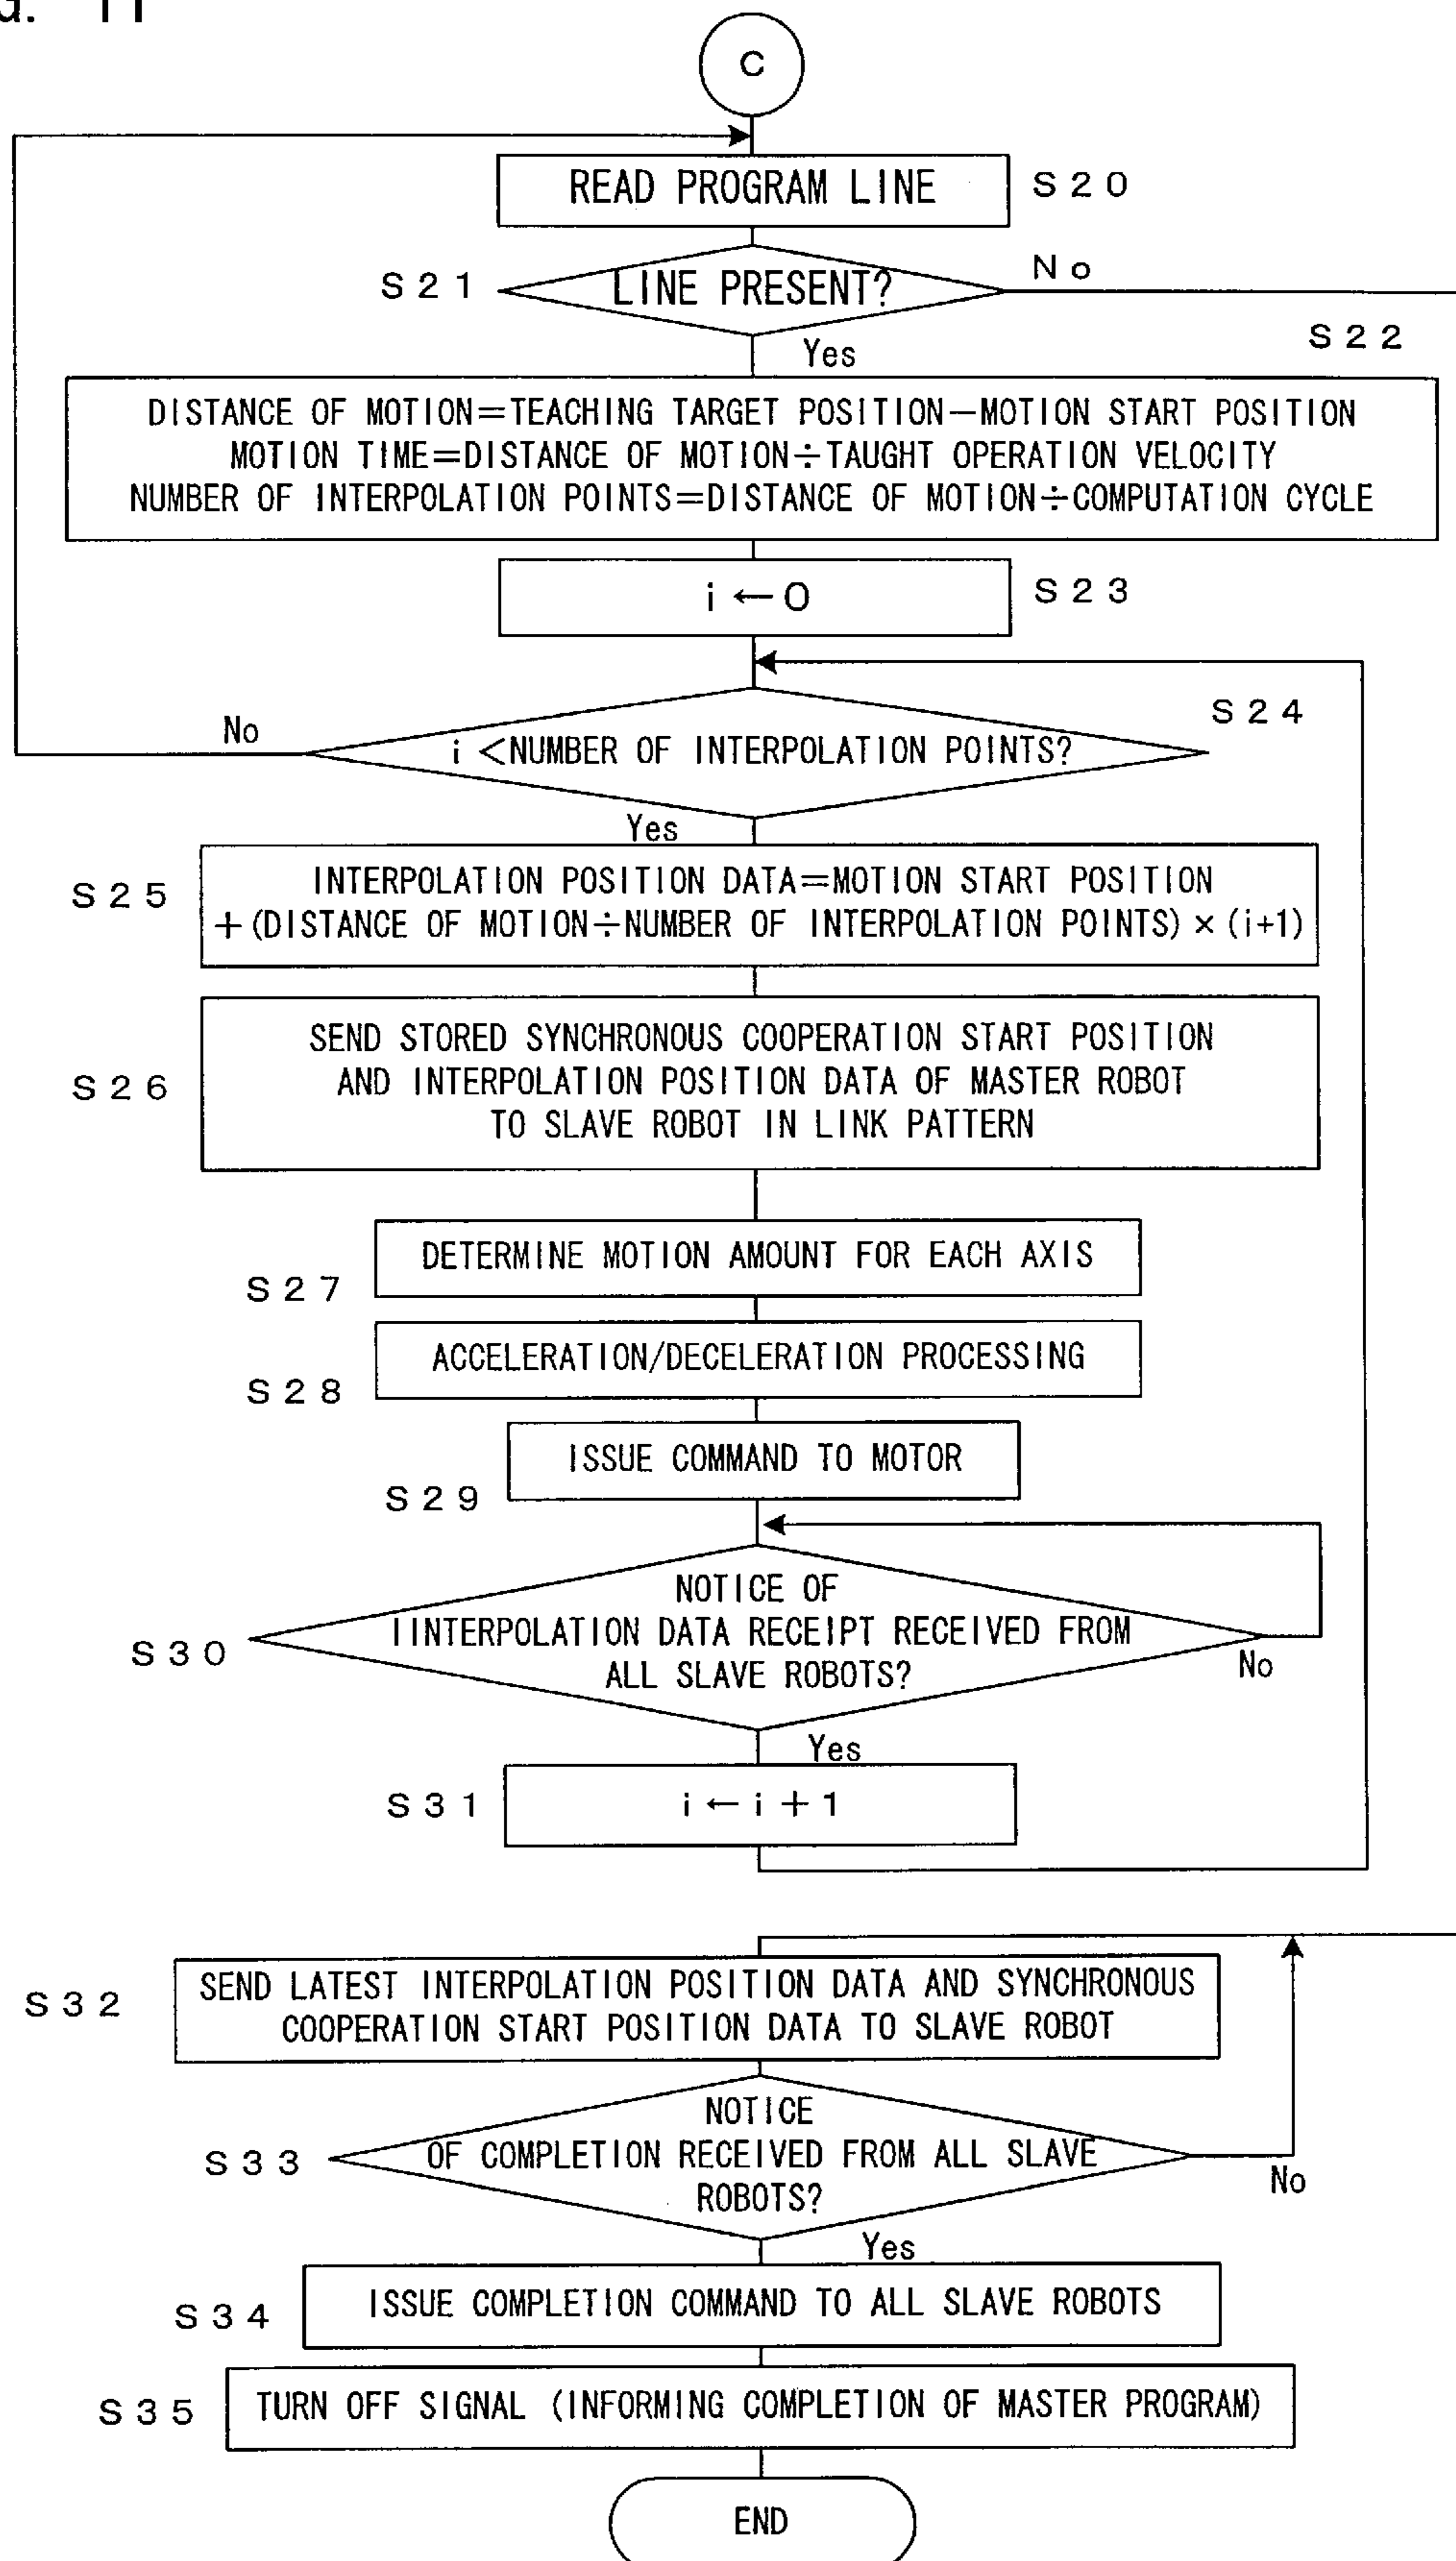 G. 11
C
READ PROGRAM LINE
S20
S21
LINE PRESENT?
No
Yes
S22
DISTANCE OF MOTION=TEACHING TARGET POSITION−MOTION START POSITION
MOTION TIME=DISTANCE OF MOTION÷TAUGHT OPERATION VELOCITY
NUMBER OF INTERPOLATION POINTS=DISTANCE OF MOTION÷COMPUTATION CYCLE
i ← 0
S23
S24
No
i <NUMBER OF INTERPOLATION POINTS?
Yes
S25
INTERPOLATION POSITION DATA=MOTION START POSITION
+(DISTANCE OF MOTION÷NUMBER OF INTERPOLATION POINTS) × (i+1)
S26
SEND STORED SYNCHRONOUS COOPERATION START POSITION
AND INTERPOLATION POSITION DATA OF MASTER ROBOT
TO SLAVE ROBOT IN LINK PATTERN
DETERMINE MOTION AMOUNT FOR EACH AXIS
S27
ACCELERATION/DECELERATION PROCESSING
S28
ISSUE COMMAND TO MOTOR
S29
NOTICE OF
IINTERPOLATION DATA RECEIPT RECEIVED FROM
ALL SLAVE ROBOTS?
S30
No
Yes
S31
i ← i + 1
S32
SEND LATEST INTERPOLATION POSITION DATA AND SYNCHRONOUS
COOPERATION START POSITION DATA TO SLAVE ROBOT
NOTICE
OF COMPLETION RECEIVED FROM ALL SLAVE
ROBOTS?
S33
No
Yes
S34
ISSUE COMPLETION COMMAND TO ALL SLAVE ROBOTS
S35
TURN OFF SIGNAL (INFORMING COMPLETION OF MASTER PROGRAM)
END